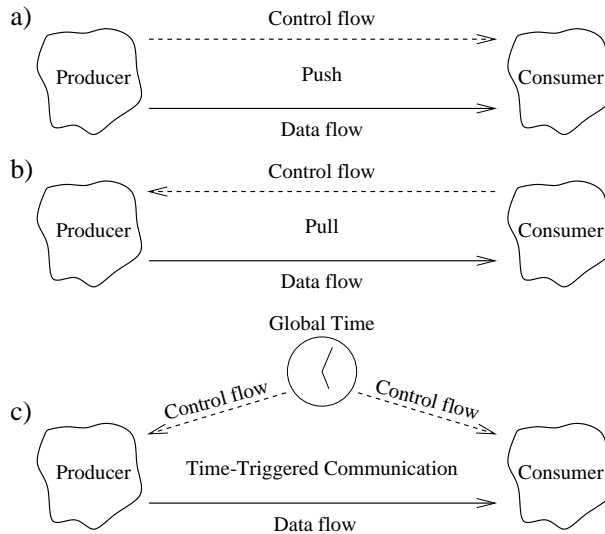 a)
Control flow
Producer
Push
Consumer
Data flow
b)
Control flow
Producer
Pull
Consumer
Data flow
Global Time
Control flow
Control flow
c)
Producer
Time-Triggered Communication
Consumer
Data flow